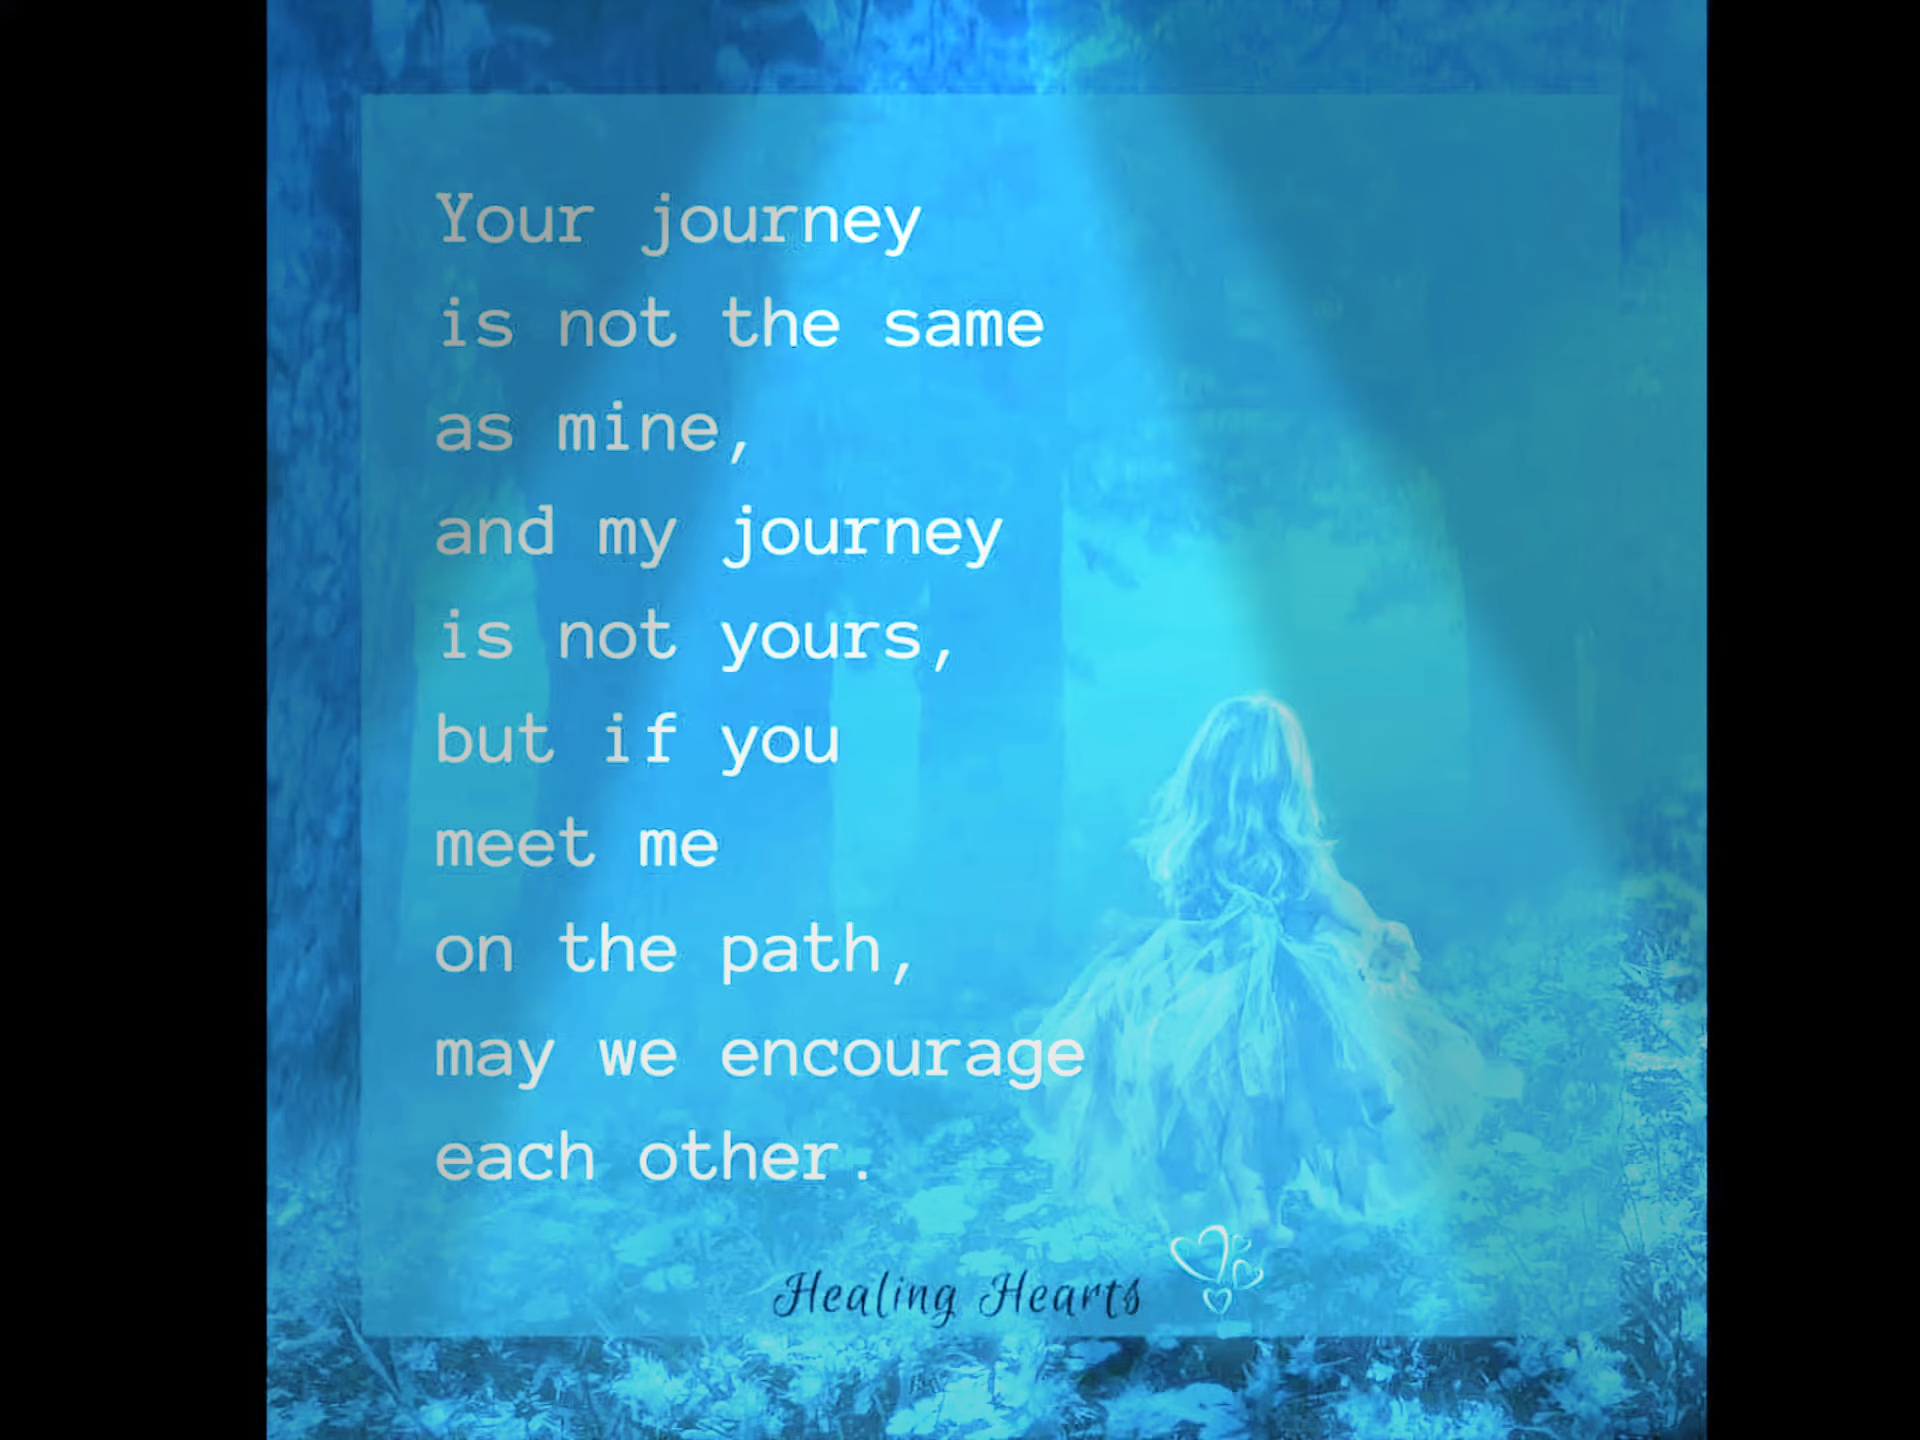 Your journey
is not the same
as mine,
and my journey
is not yours,
but if you
meet me
on the path,
may we encourage
each other.
Healing Hearts